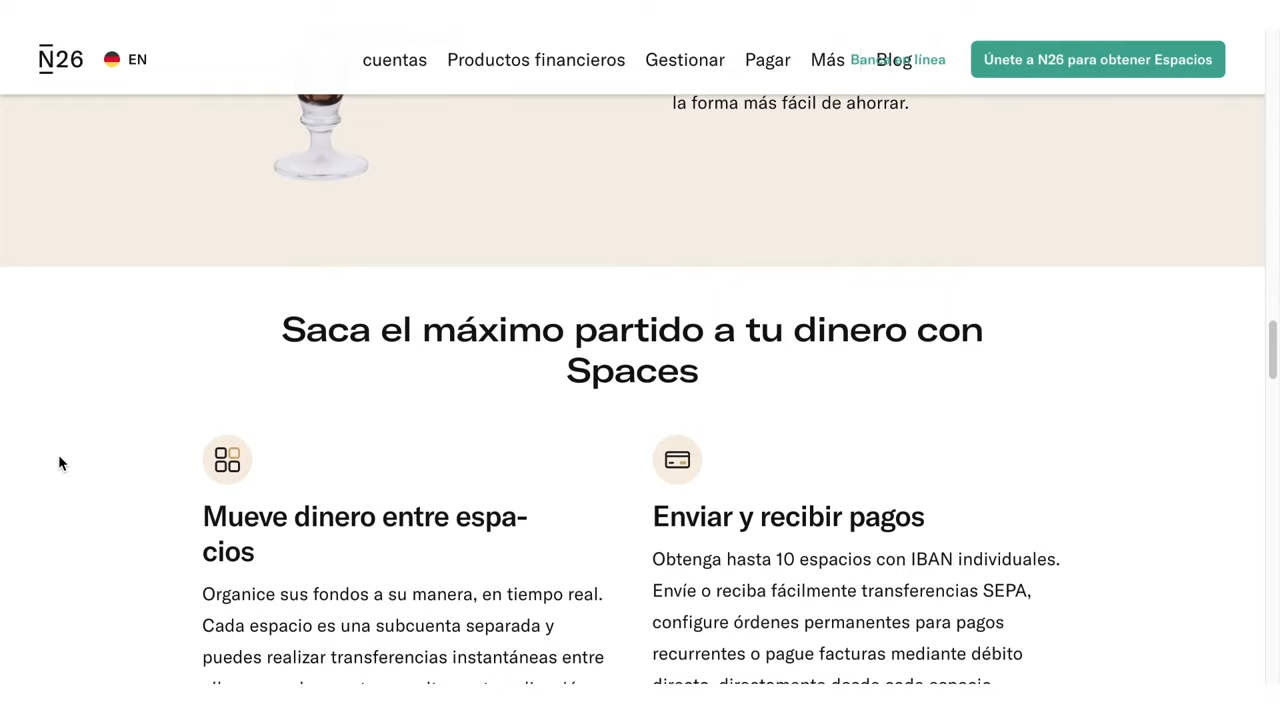 N26 EN cuentas Productos financieros Gestionar Pagar Más Blog Banca en línea Únete a N26 para obtener Espacios
la forma más fácil de ahorrar.
Saca el máximo partido a tu dinero con
Spaces
Mueve dinero entre espa-
cios
Organice sus fondos a su manera, en tiempo real.
Cada espacio es una subcuenta separada y
puedes realizar transferencias instantáneas entre
Enviar y recibir pagos
Obtenga hasta 10 espacios con IBAN individuales.
Envíe o reciba fácilmente transferencias SEPA,
configure órdenes permanentes para pagos
recurrentes o pague facturas mediante débito
directo, directamente desde cada espacio